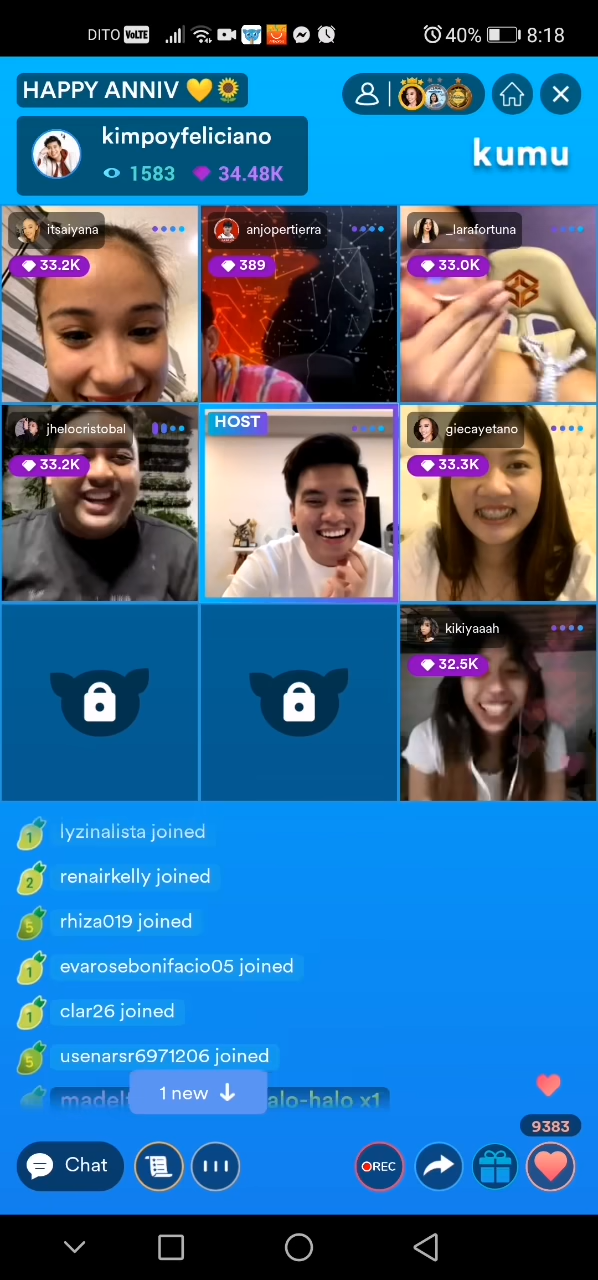 DITO VoLTE 40% 8:18
HAPPY ANNIV 💛🌻
kimpoyfeliciano
1583 34.48K
kumu
itsaiyana
33.2K
anjopertierra
389
_larafortuna
33.0K
jhelocristobal
33.2K
HOST
giecayetano
33.3K
kikiyaaah
32.5K
1 lyzinalista joined
2 renairkelly joined
5 rhiza019 joined
1 evarosebonifacio05 joined
1 clar26 joined
5 usenarsr6971206 joined
alo-halo x1
1 new ↓
9383
Chat
REC